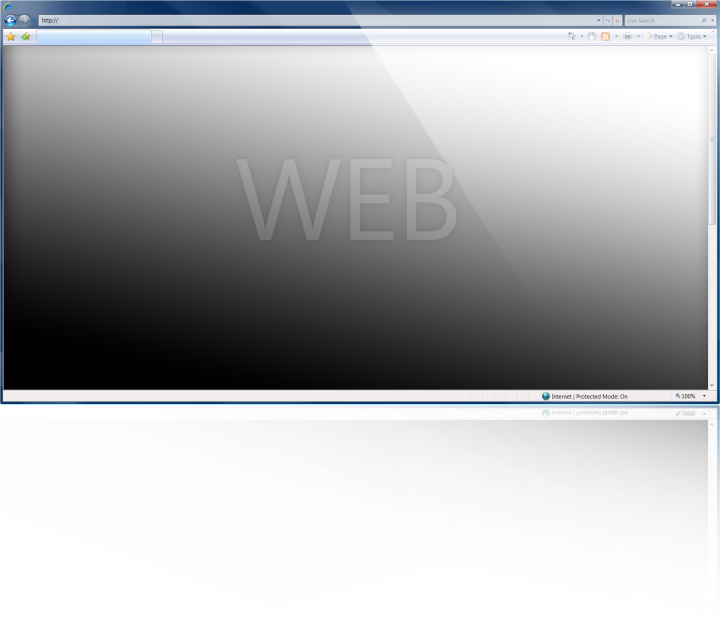 http://
Live Search
Page
Tools
WEB
Internet | Protected Mode: On
100%